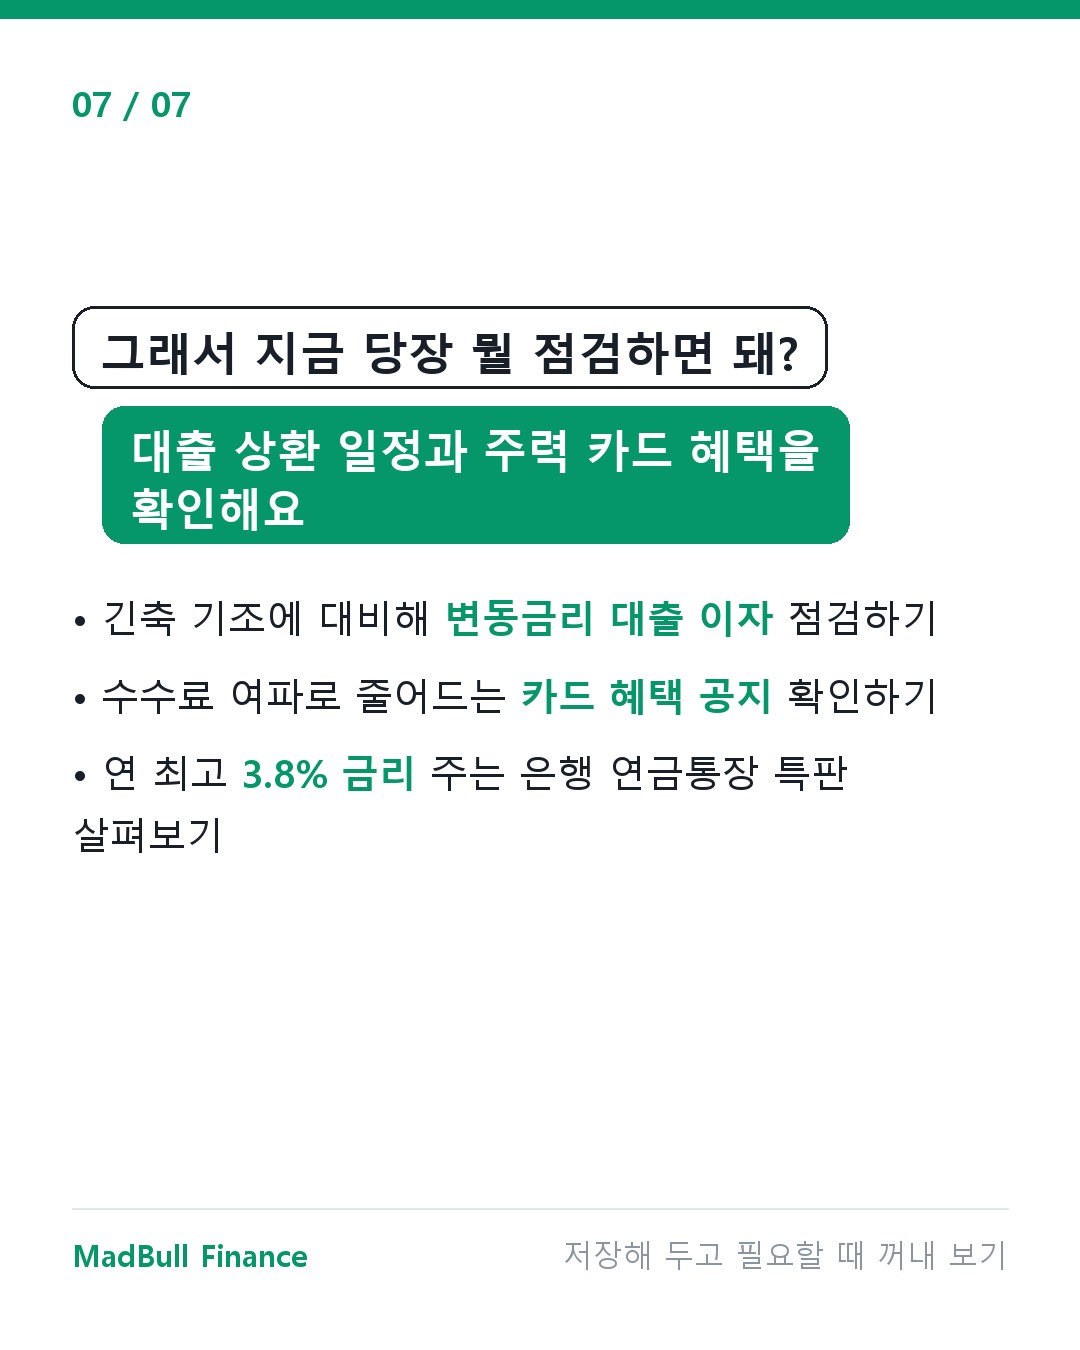 07 / 07
그래서 지금 당장 뭘 점검하면 돼?
대출 상환 일정과 주력 카드 혜택을
확인해요
• 긴축 기조에 대비해 변동금리 대출 이자 점검하기
• 수수료 여파로 줄어드는 카드 혜택 공지 확인하기
• 연 최고 3.8% 금리 주는 은행 연금통장 특판
살펴보기
MadBull Finance
저장해 두고 필요할 때 꺼내 보기